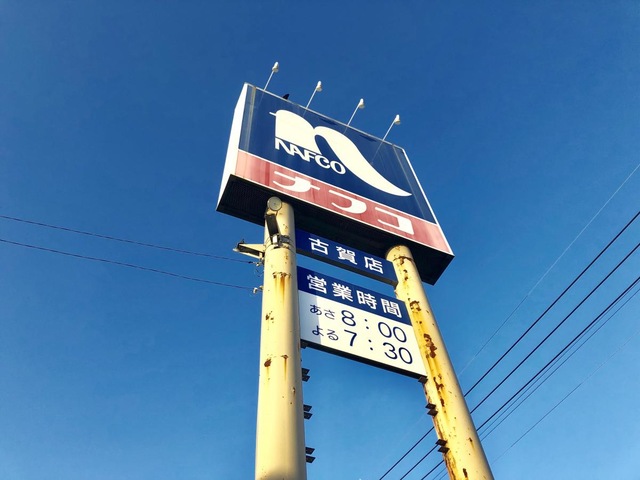 NAFCO
ナフコ
古賀店
営業時間
あさ 8:00
よる 7:30